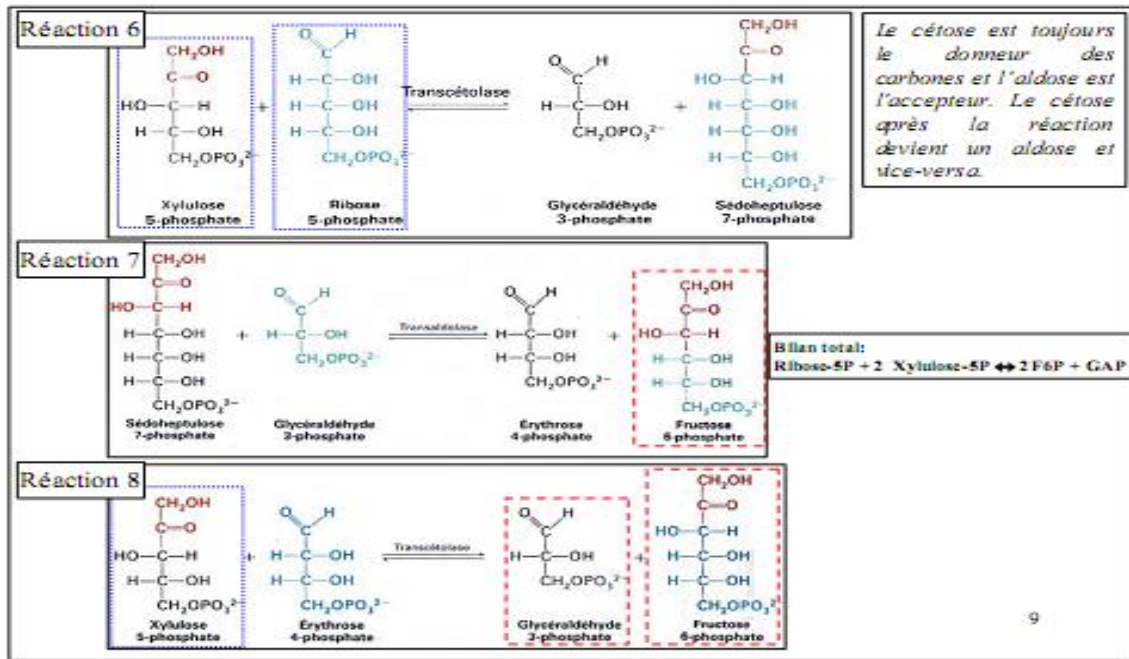 Réaction 6
CH₂OH
C=O
HO—C—H
H—C—OH
CH₂OPO₃²⁻
Xylulose
5-phosphate
+
O H
C
H—C—OH
H—C—OH
H—C—OH
CH₂OPO₃²⁻
Ribose
5-phosphate
Transcétolase
O H
C
H—C—OH
CH₂OPO₃²⁻
Glycéraldéhyde
3-phosphate
+
CH₂OH
C=O
HO—C—H
H—C—OH
H—C—OH
H—C—OH
CH₂OPO₃²⁻
Sédoheptulose
7-phosphate
Le cétose est toujours
le donneur des
carbones et l'aldose est
l'accepteur. Le cétose
après la réaction
devient un aldose et
vice-versa.
Réaction 7
CH₂OH
C=O
HO—C—H
H—C—OH
H—C—OH
H—C—OH
CH₂OPO₃²⁻
Sédoheptulose
7-phosphate
+
O H
C
H—C—OH
CH₂OPO₃²⁻
Glycéraldéhyde
3-phosphate
Transaldolase
O H
C
H—C—OH
H—C—OH
CH₂OPO₃²⁻
Érythrose
4-phosphate
+
CH₂OH
C=O
HO—C—H
H—C—OH
H—C—OH
CH₂OPO₃²⁻
Fructose
6-phosphate
Bilan total:
Ribose-5P + 2 Xylulose-5P ↔ 2 F6P + GAP
Réaction 8
CH₂OH
C=O
HO—C—H
H—C—OH
CH₂OPO₃²⁻
Xylulose
5-phosphate
+
O H
C
H—C—OH
H—C—OH
CH₂OPO₃²⁻
Érythrose
4-phosphate
Transcétolase
O H
C
H—C—OH
CH₂OPO₃²⁻
Glycéraldéhyde
3-phosphate
+
CH₂OH
C=O
HO—C—H
H—C—OH
H—C—OH
CH₂OPO₃²⁻
Fructose
6-phosphate
9